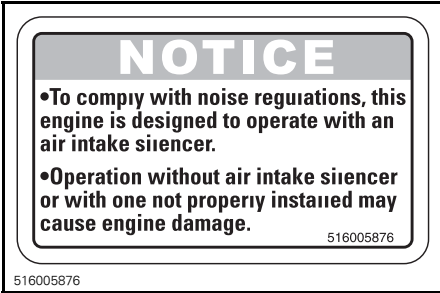 NOTICE
•To comply with noise regulations, this
engine is designed to operate with an
air intake silencer.
•Operation without air intake silencer
or with one not properly installed may
cause engine damage.
516005876
516005876